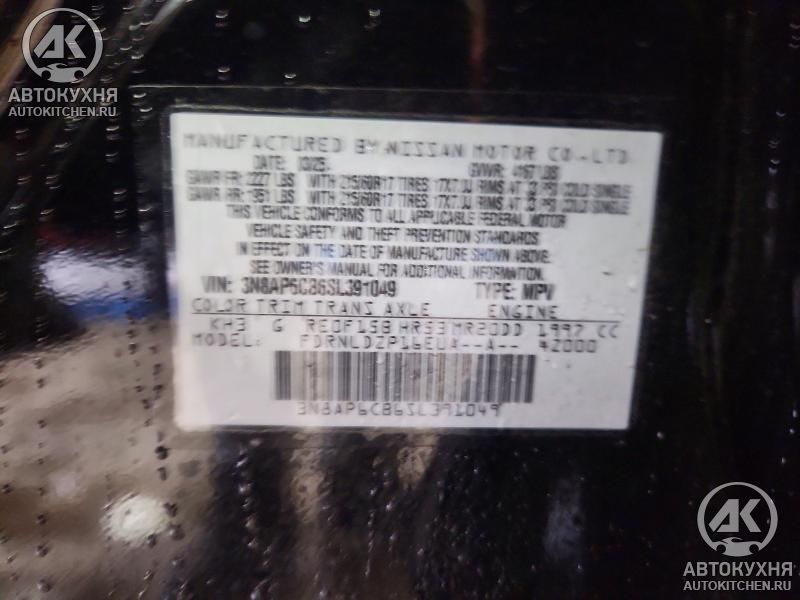 АК
АВТОКУХНЯ
AUTOKITCHEN.RU
MANUFACTURED BY NISSAN MOTOR CO.,LTD.
DATE: 03/25 GVWR: 4167 LBS
GAWR FR: 2227 LBS WITH 215/60R17 TIRES 17X7.0J RIMS AT 33 PSI COLD SINGLE
GAWR RR: 1951 LBS WITH 215/60R17 TIRES 17X7.0J RIMS AT 33 PSI COLD SINGLE
THIS VEHICLE CONFORMS TO ALL APPLICABLE FEDERAL MOTOR
VEHICLE SAFETY AND THEFT PREVENTION STANDARDS
IN EFFECT ON THE DATE OF MANUFACTURE SHOWN ABOVE.
SEE OWNER'S MANUAL FOR ADDITIONAL INFORMATION.
VIN: 3N8AP6CB6SL391049 TYPE: MPV
COLOR TRIM TRANS AXLE ENGINE
KH3 G RE0F15B HR53 MR20DD 1997 CC
MODEL: FDRNLDZP16EUA--A-- 42000
3N8AP6CB6SL391049
АК
АВТОКУХНЯ
AUTOKITCHEN.RU